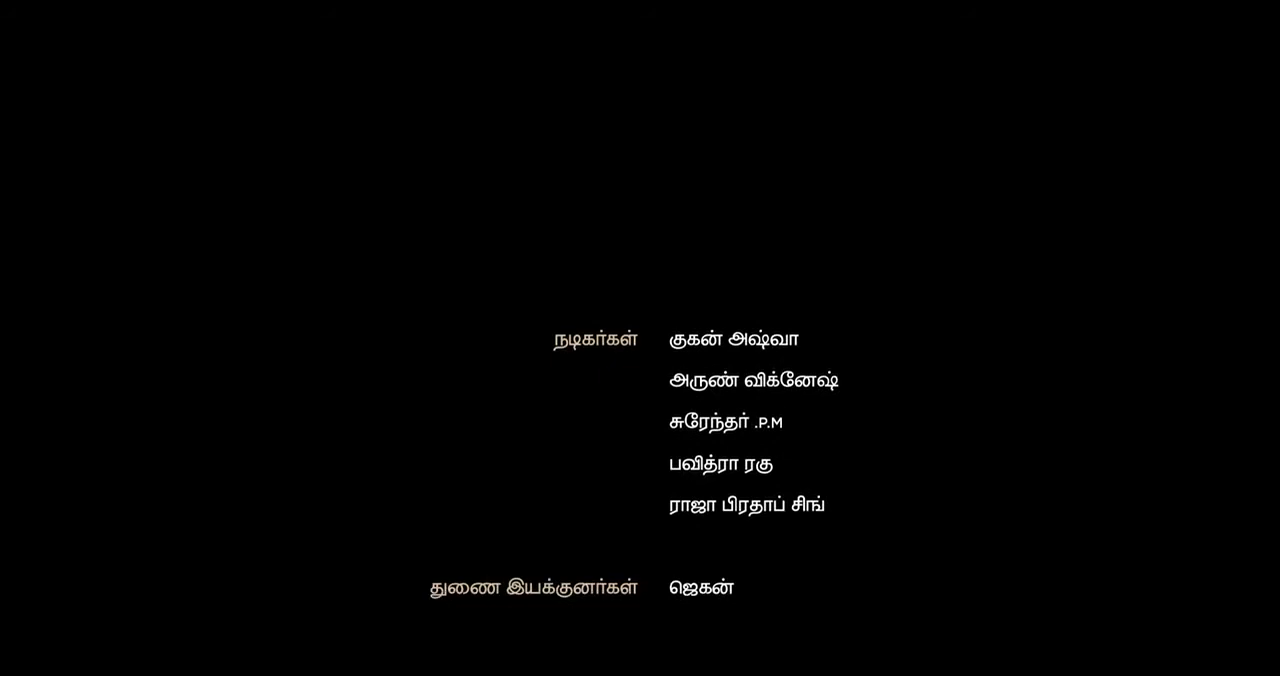 நடிகர்கள் குகன் அஷ்வா
அருண் விக்னேஷ்
சுரேந்தர் .P.M
பவித்ரா ரகு
ராஜா பிரதாப் சிங்
துணை இயக்குனர்கள் ஜெகன்